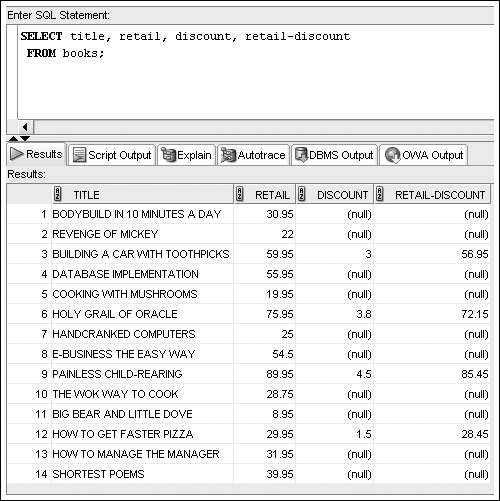 Enter SQL Statement:
SELECT title, retail, discount, retail-discount
FROM books;
Results Script Output Explain Autotrace DBMS Output OWA Output
Results:
TITLE RETAIL DISCOUNT RETAIL-DISCOUNT
1 BODYBUILD IN 10 MINUTES A DAY 30.95 (null) (null)
2 REVENGE OF MICKEY 22 (null) (null)
3 BUILDING A CAR WITH TOOTHPICKS 59.95 3 56.95
4 DATABASE IMPLEMENTATION 55.95 (null) (null)
5 COOKING WITH MUSHROOMS 19.95 (null) (null)
6 HOLY GRAIL OF ORACLE 75.95 3.8 72.15
7 HANDCRANKED COMPUTERS 25 (null) (null)
8 E-BUSINESS THE EASY WAY 54.5 (null) (null)
9 PAINLESS CHILD-REARING 89.95 4.5 85.45
10 THE WOK WAY TO COOK 28.75 (null) (null)
11 BIG BEAR AND LITTLE DOVE 8.95 (null) (null)
12 HOW TO GET FASTER PIZZA 29.95 1.5 28.45
13 HOW TO MANAGE THE MANAGER 31.95 (null) (null)
14 SHORTEST POEMS 39.95 (null) (null)